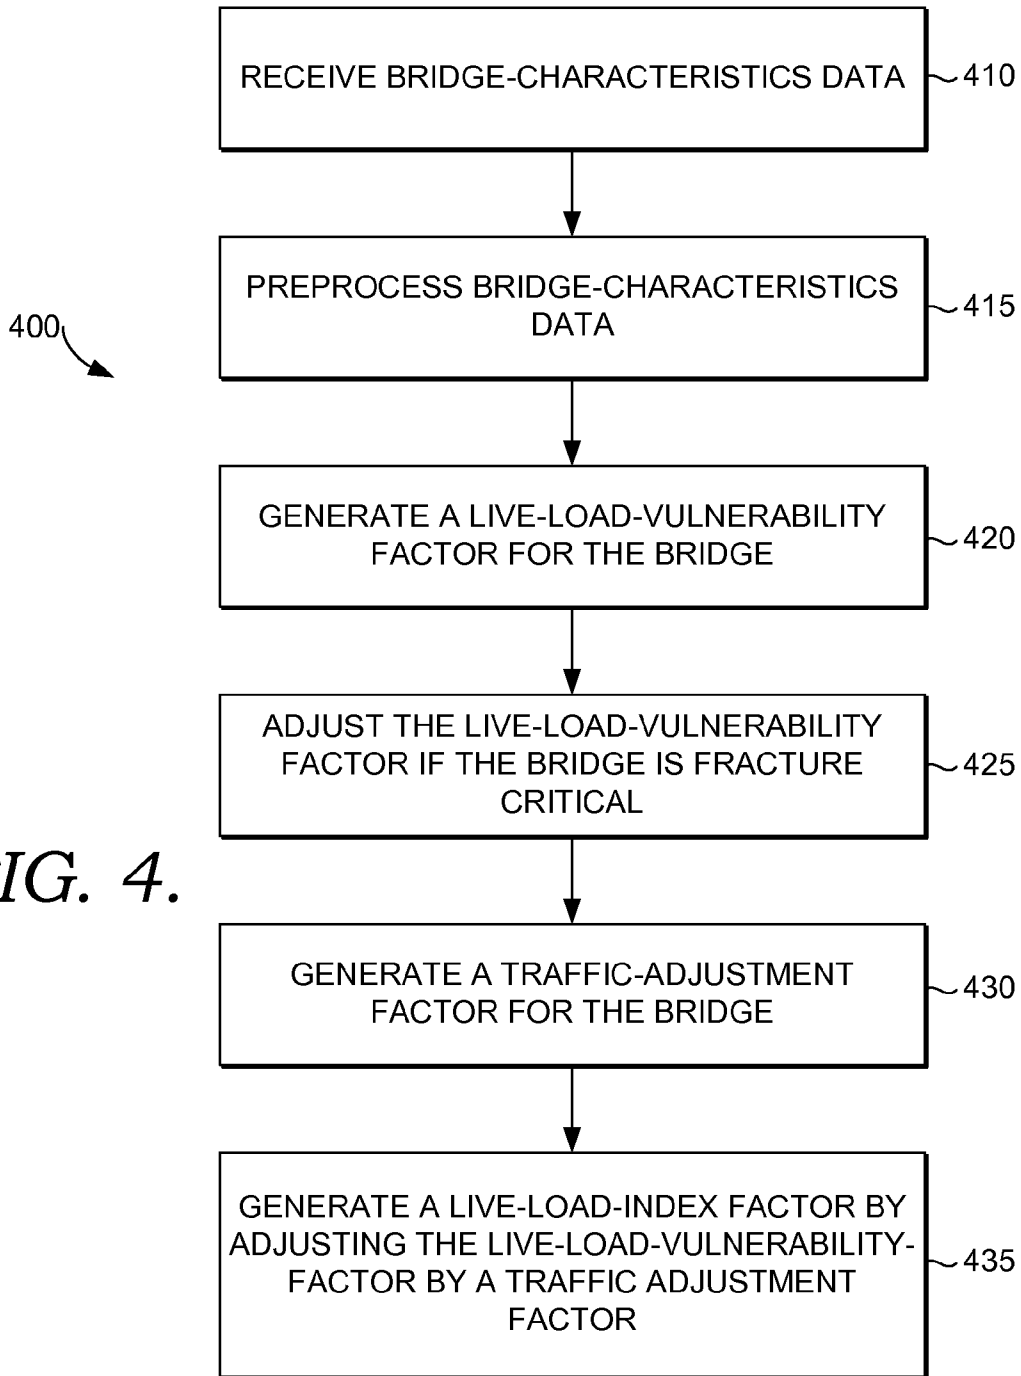 RECEIVE BRIDGE-CHARACTERISTICS DATA
410
PREPROCESS BRIDGE-CHARACTERISTICS
DATA
415
400
GENERATE A LIVE-LOAD-VULNERABILITY
FACTOR FOR THE BRIDGE
420
ADJUST THE LIVE-LOAD-VULNERABILITY
FACTOR IF THE BRIDGE IS FRACTURE
CRITICAL
425
IG. 4.
GENERATE A TRAFFIC-ADJUSTMENT
FACTOR FOR THE BRIDGE
430
GENERATE A LIVE-LOAD-INDEX FACTOR BY
ADJUSTING THE LIVE-LOAD-VULNERABILITY-
FACTOR BY A TRAFFIC ADJUSTMENT
FACTOR
435